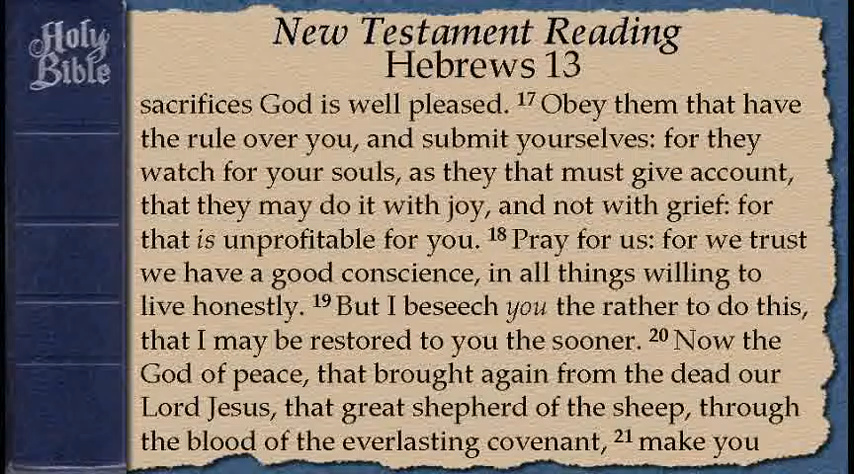 Holy
Bible
New Testament Reading
Hebrews 13
sacrifices God is well pleased. 17 Obey them that have
the rule over you, and submit yourselves: for they
watch for your souls, as they that must give account,
that they may do it with joy, and not with grief: for
that is unprofitable for you. 18 Pray for us: for we trust
we have a good conscience, in all things willing to
live honestly. 19 But I beseech you the rather to do this,
that I may be restored to you the sooner. 20 Now the
God of peace, that brought again from the dead our
Lord Jesus, that great shepherd of the sheep, through
the blood of the everlasting covenant, 21 make you